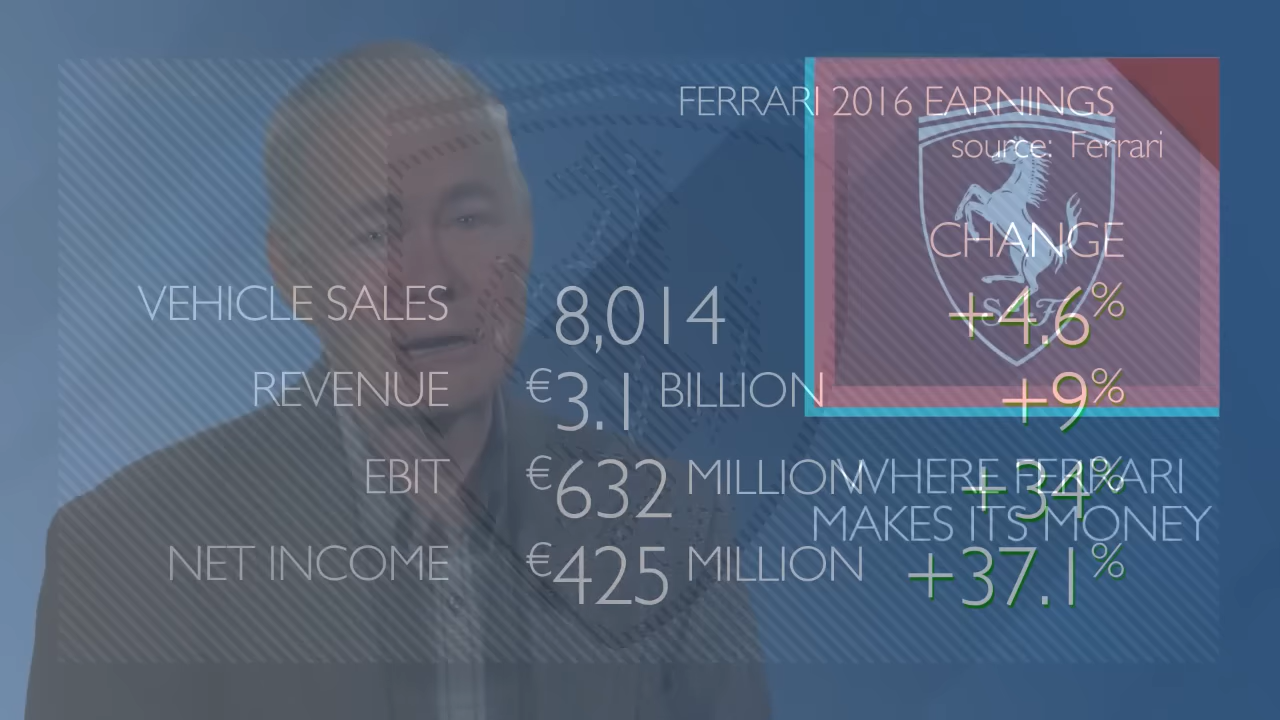 FERRARI 2016 EARNINGS
source: Ferrari
CHANGE
VEHICLE SALES 8,014 +4.6%
REVENUE €3.1 BILLION +9%
EBIT €632 MILLION +34%
NET INCOME €425 MILLION +37.1%
S F
WHERE FERRARI
MAKES ITS MONEY